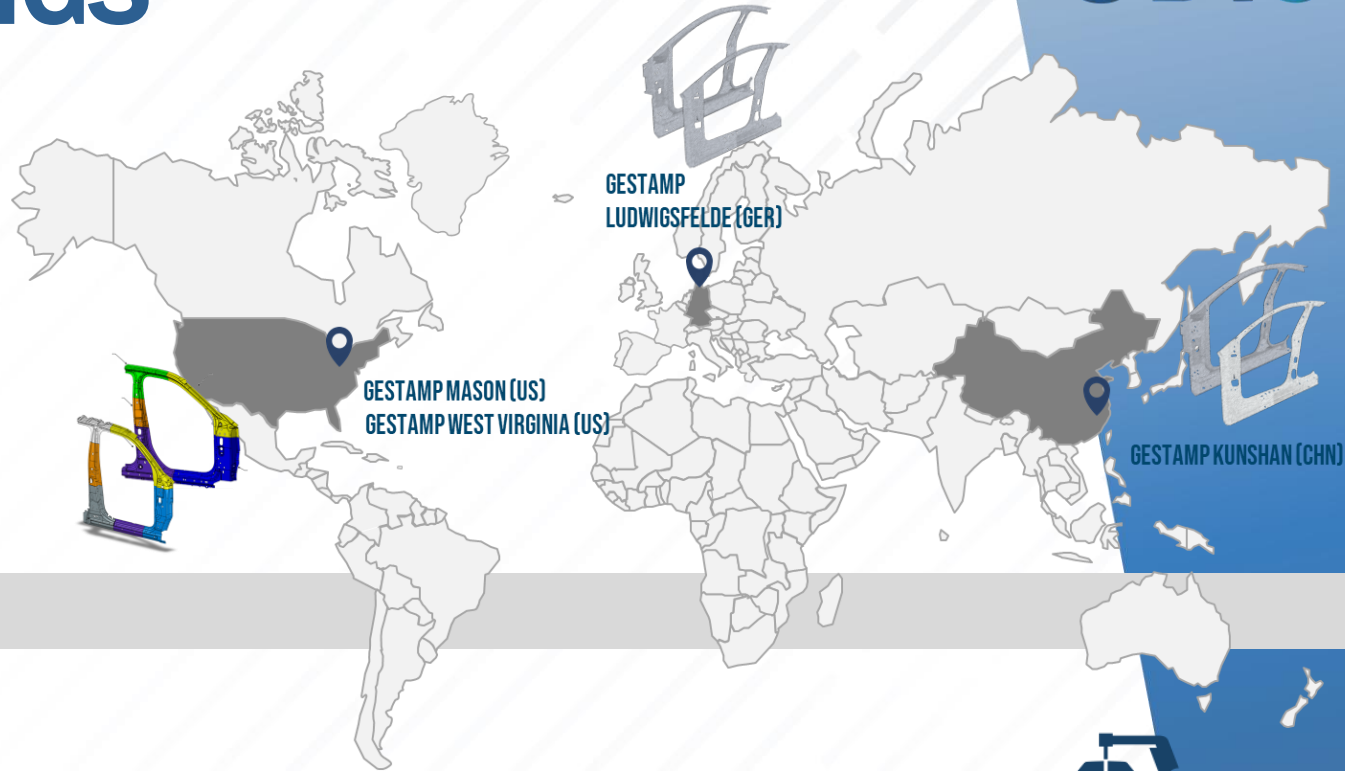 GESTAMP
LUDWIGSFELDE (GER)
GESTAMP MASON (US)
GESTAMP WEST VIRGINIA (US)
GESTAMP KUNSHAN (CHN)